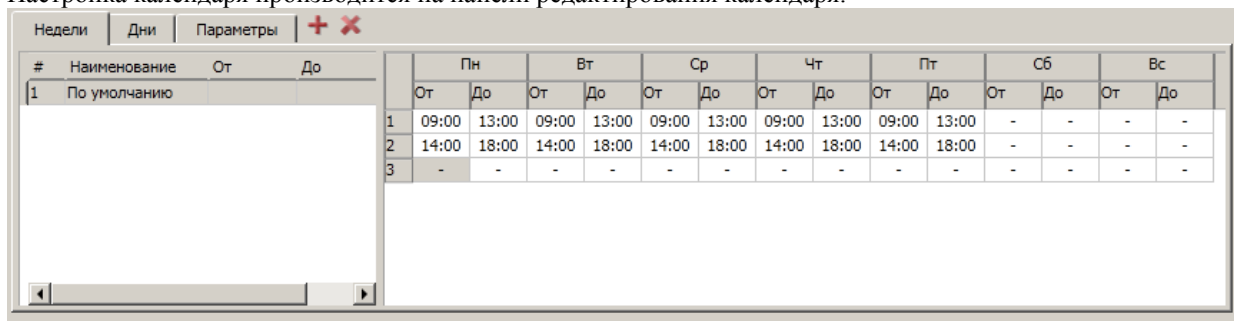 Настройка календаря производится на панели редактирования календаря.
Недели Дни Параметры
# Наименование От До
1 По умолчанию
Пн Вт Ср Чт Пт Сб Вс
От До От До От До От До От До От До От До
1 09:00 13:00 09:00 13:00 09:00 13:00 09:00 13:00 09:00 13:00 - - - -
2 14:00 18:00 14:00 18:00 14:00 18:00 14:00 18:00 14:00 18:00 - - - -
3 - - - - - - - - - - - - - -